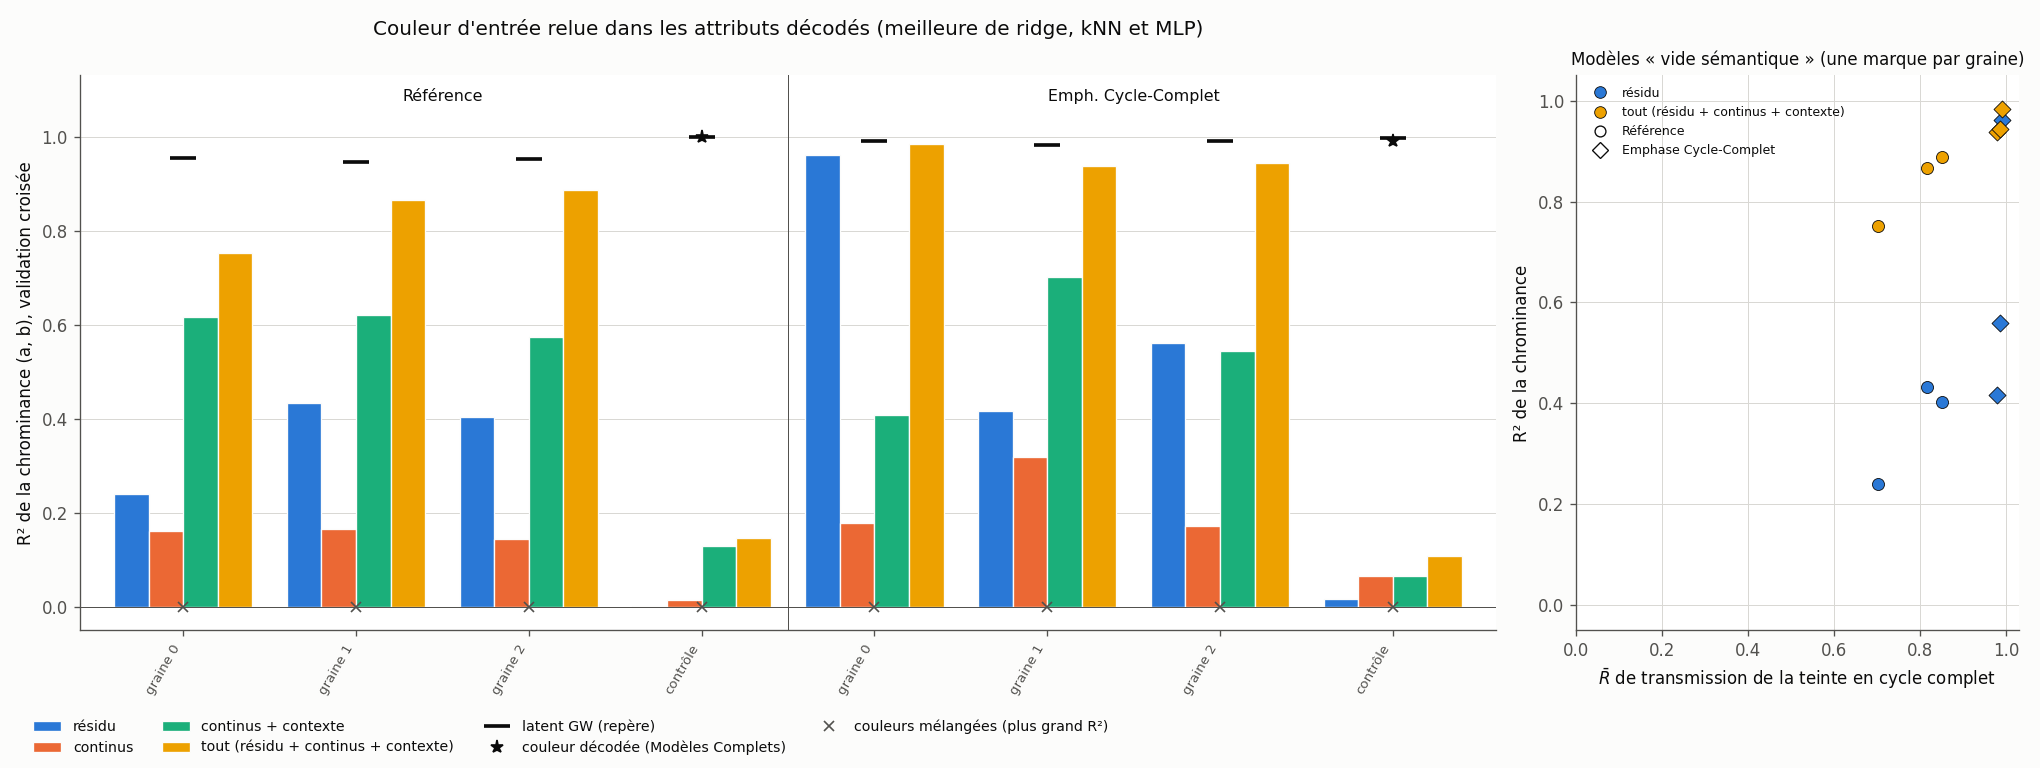 Couleur d'entrée relue dans les attributs décodés (meilleure de ridge, kNN et MLP)
R² de la chrominance (a, b), validation croisée
1.0
0.8
0.6
0.4
0.2
0.0
Référence
Emph. Cycle-Complet
graine 0
graine 1
graine 2
contrôle
graine 0
graine 1
graine 2
contrôle
résidu
continus
continus + contexte
tout (résidu + continus + contexte)
latent GW (repère)
couleur décodée (Modèles Complets)
couleurs mélangées (plus grand R²)
Modèles « vide sémantique » (une marque par graine)
résidu
tout (résidu + continus + contexte)
Référence
Emphase Cycle-Complet
R² de la chrominance
1.0
0.8
0.6
0.4
0.2
0.0
0.0 0.2 0.4 0.6 0.8 1.0
R̄ de transmission de la teinte en cycle complet